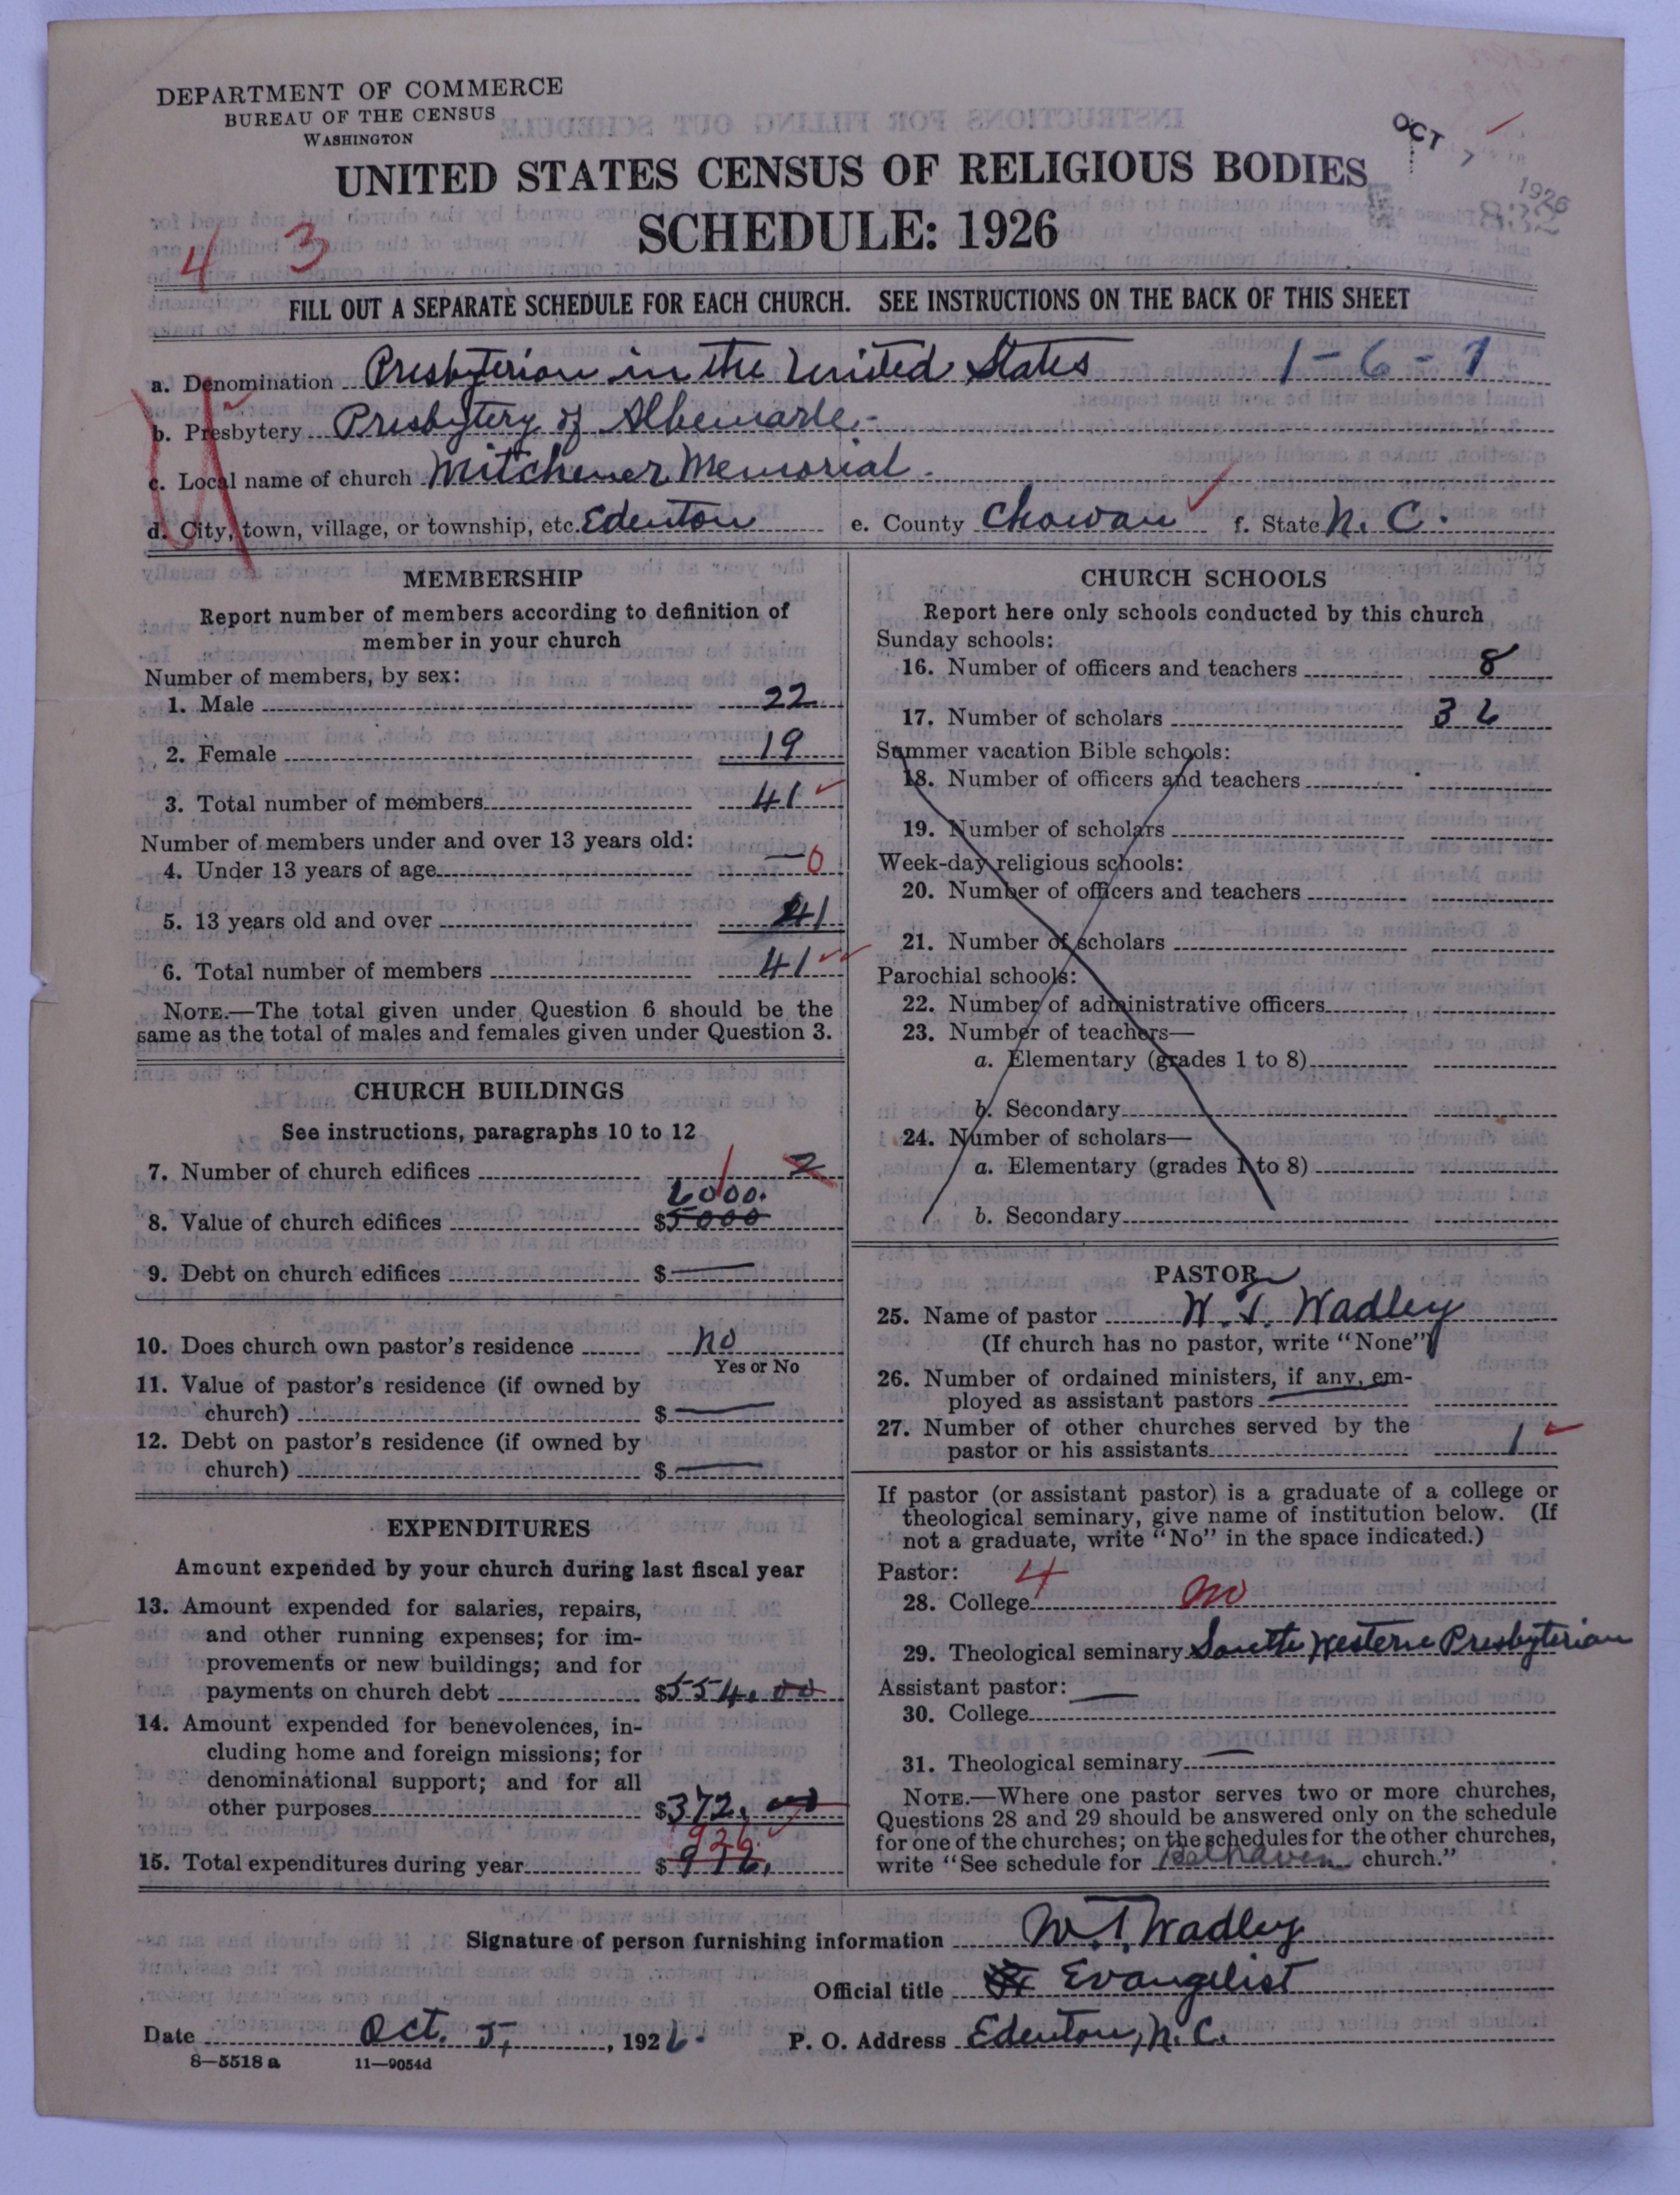 DEPARTMENT OF COMMERCE
BUREAU OF THE CENSUS
WASHINGTON
OCT 7 1926
832
UNITED STATES CENSUS OF RELIGIOUS BODIES
SCHEDULE: 1926
4 3
FILL OUT A SEPARATE SCHEDULE FOR EACH CHURCH. SEE INSTRUCTIONS ON THE BACK OF THIS SHEET
a. Denomination Presbyterian in the United States 1-6-7
b. Presbytery Presbytery of Albemarle.-
c. Local name of church Mitchener Memorial.
d. City, town, village, or township, etc. Edenton e. County Chowan f. State N. C.
MEMBERSHIP
Report number of members according to definition of
member in your church
Number of members, by sex:
1. Male 22
2. Female 19
3. Total number of members 41
Number of members under and over 13 years old:
4. Under 13 years of age — 0
5. 13 years old and over 41
6. Total number of members 41
NOTE.—The total given under Question 6 should be the
same as the total of males and females given under Question 3.
CHURCH BUILDINGS
See instructions, paragraphs 10 to 12
7. Number of church edifices 1 2
6000.
8. Value of church edifices $5000
9. Debt on church edifices $ —
10. Does church own pastor's residence No
Yes or No
11. Value of pastor's residence (if owned by
church) $ —
12. Debt on pastor's residence (if owned by
church) $ —
EXPENDITURES
Amount expended by your church during last fiscal year
13. Amount expended for salaries, repairs,
and other running expenses; for im-
provements or new buildings; and for
payments on church debt $554.00
14. Amount expended for benevolences, in-
cluding home and foreign missions; for
denominational support; and for all
other purposes $372.00
926.
15. Total expenditures during year $916.
CHURCH SCHOOLS
Report here only schools conducted by this church
Sunday schools:
16. Number of officers and teachers 8
17. Number of scholars 36
Summer vacation Bible schools:
18. Number of officers and teachers
19. Number of scholars
Week-day religious schools:
20. Number of officers and teachers
21. Number of scholars
Parochial schools:
22. Number of administrative officers
23. Number of teachers—
a. Elementary (grades 1 to 8)
b. Secondary
24. Number of scholars—
a. Elementary (grades 1 to 8)
b. Secondary
PASTOR
25. Name of pastor W. T. Wadley
(If church has no pastor, write "None")
26. Number of ordained ministers, if any, em-
ployed as assistant pastors —
27. Number of other churches served by the
pastor or his assistants 1
If pastor (or assistant pastor) is a graduate of a college or
theological seminary, give name of institution below. (If
not a graduate, write "No" in the space indicated.)
Pastor: 4
28. College no
29. Theological seminary South Western Presbyterian
Assistant pastor: —
30. College
31. Theological seminary —
NOTE.—Where one pastor serves two or more churches,
Questions 28 and 29 should be answered only on the schedule
for one of the churches; on the schedules for the other churches,
write "See schedule for Belhaven church."
Signature of person furnishing information W. T. Wadley
Official title Evangelist
Date Oct. 5, 1926. P. O. Address Edenton, N. C.
8—5518 a 11—9054d